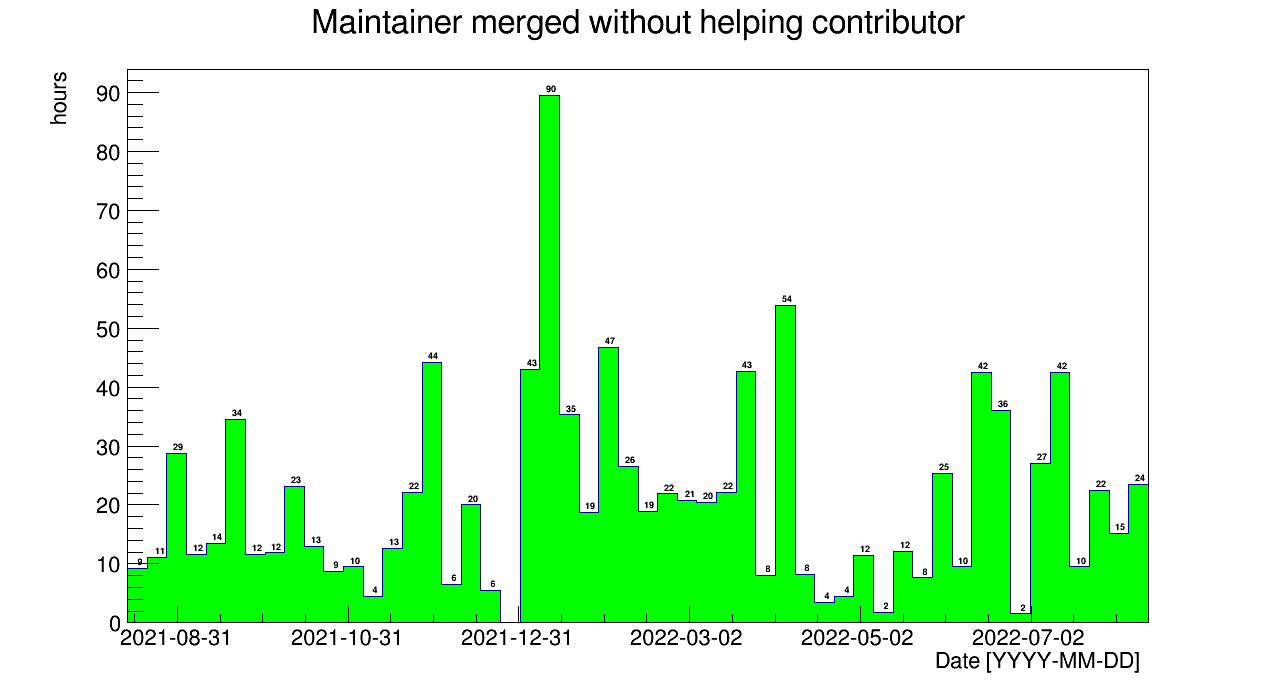 Maintainer merged without helping contributor
hours
90
80
70
60
50
40
30
20
10
0
9 11 29 12 14 34 12 12 23 13 9 10 4 13 22 44 6 20 6 43 90 35 19 47 26 19 22 21 20 22 43 8 54 8 4 4 12 2 12 8 25 10 42 36 2 27 42 10 22 15 24
2021-08-31 2021-10-31 2021-12-31 2022-03-02 2022-05-02 2022-07-02
Date [YYYY-MM-DD]